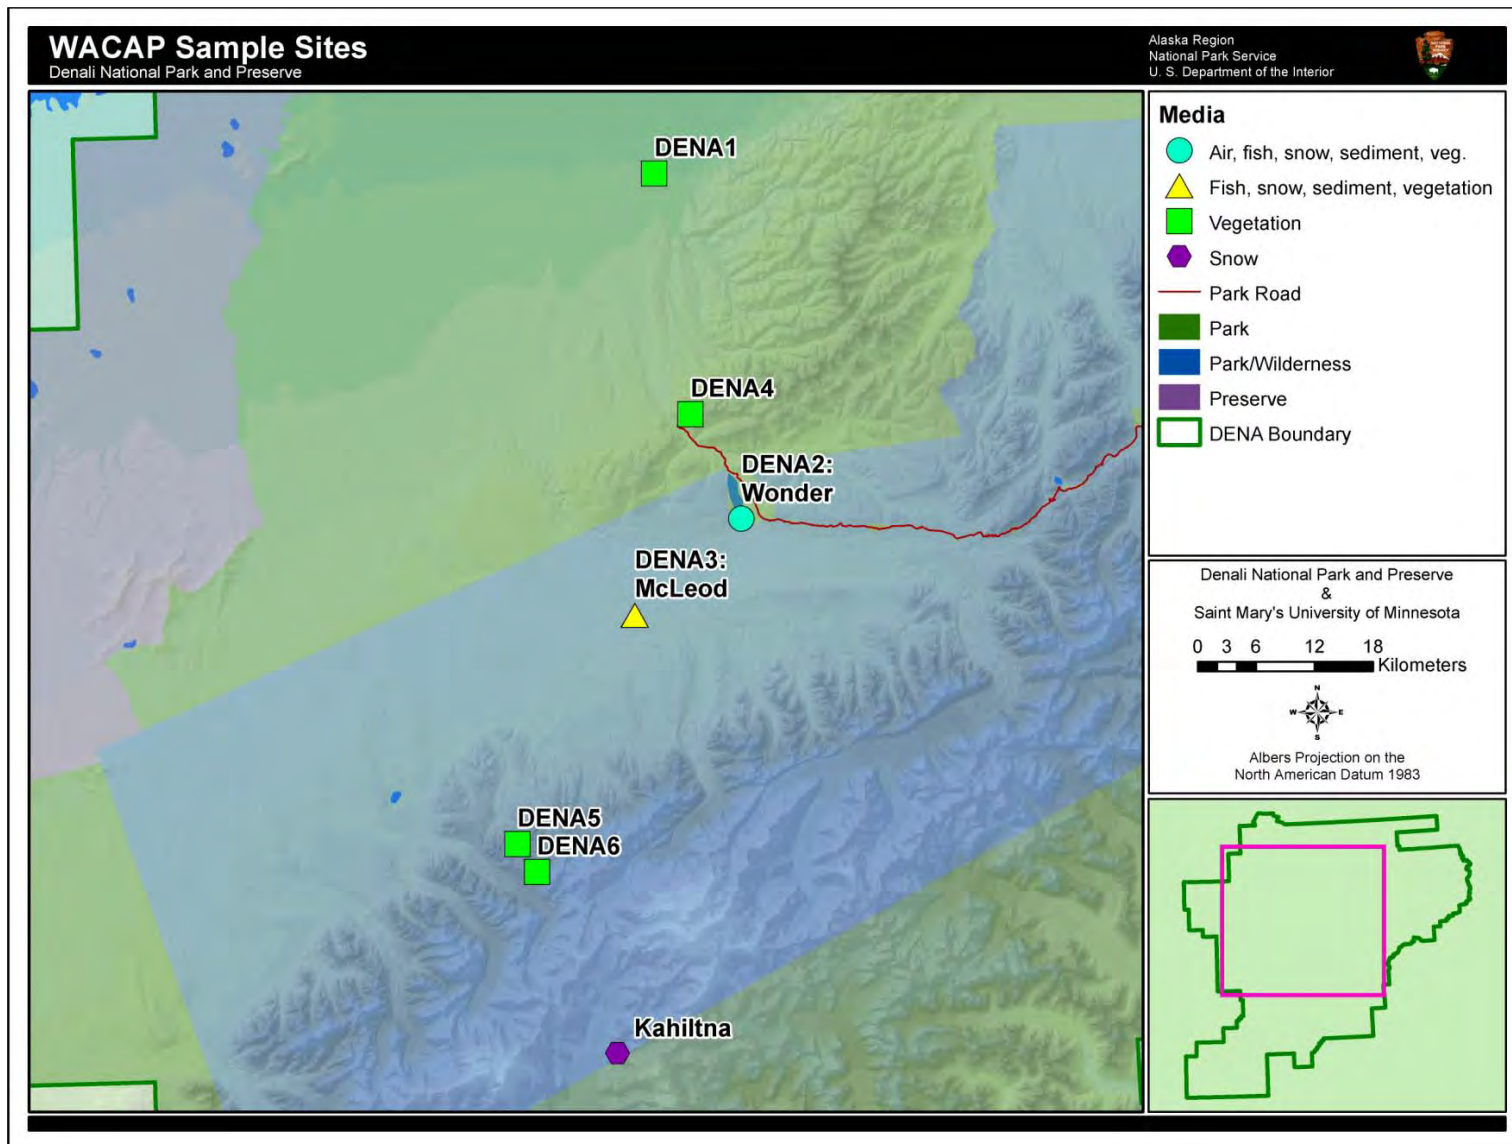 WACAP Sample Sites
Denali National Park and Preserve
Alaska Region
National Park Service
U. S. Department of the Interior
DENA1
DENA4
DENA2:
Wonder
DENA3:
McLeod
DENA5
DENA6
Kahiltna
Media
Air, fish, snow, sediment, veg.
Fish, snow, sediment, vegetation
Vegetation
Snow
Park Road
Park
Park/Wilderness
Preserve
DENA Boundary
Denali National Park and Preserve
&
Saint Mary's University of Minnesota
0 3 6 12 18
Kilometers
N
W E
S
Albers Projection on the
North American Datum 1983